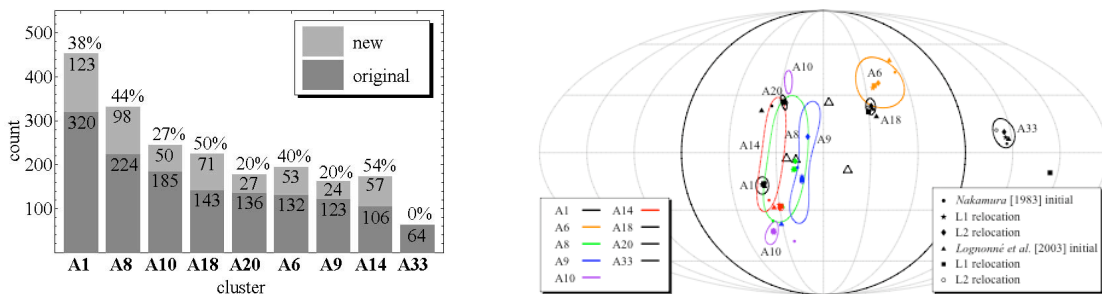 500
400
300
200
100
count
new
original
38%
123
320
44%
98
224
27%
50
185
50%
71
143
20%
27
136
40%
53
132
20%
24
123
54%
57
106
0%
64
A1 A8 A10 A18 A20 A6 A9 A14 A33
cluster
A10
A6
A20
A18
A33
A8
A9
A14
A1
A10
A1 A14
A6 A18
A8 A20
A9 A33
A10
Nakamura [1983] initial
L1 relocation
L2 relocation
Lognonné et al. [2003] initial
L1 relocation
L2 relocation